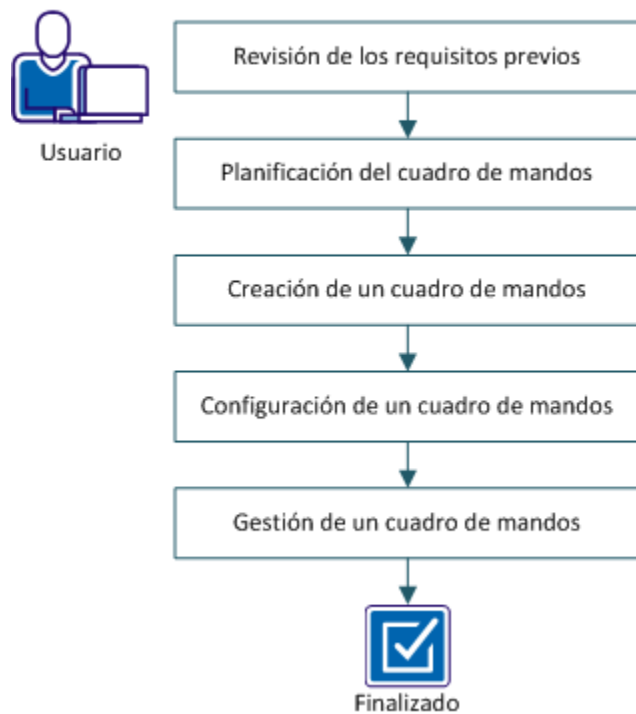 Revisión de los requisitos previos
Usuario
Planificación del cuadro de mandos
Creación de un cuadro de mandos
Configuración de un cuadro de mandos
Gestión de un cuadro de mandos
Finalizado